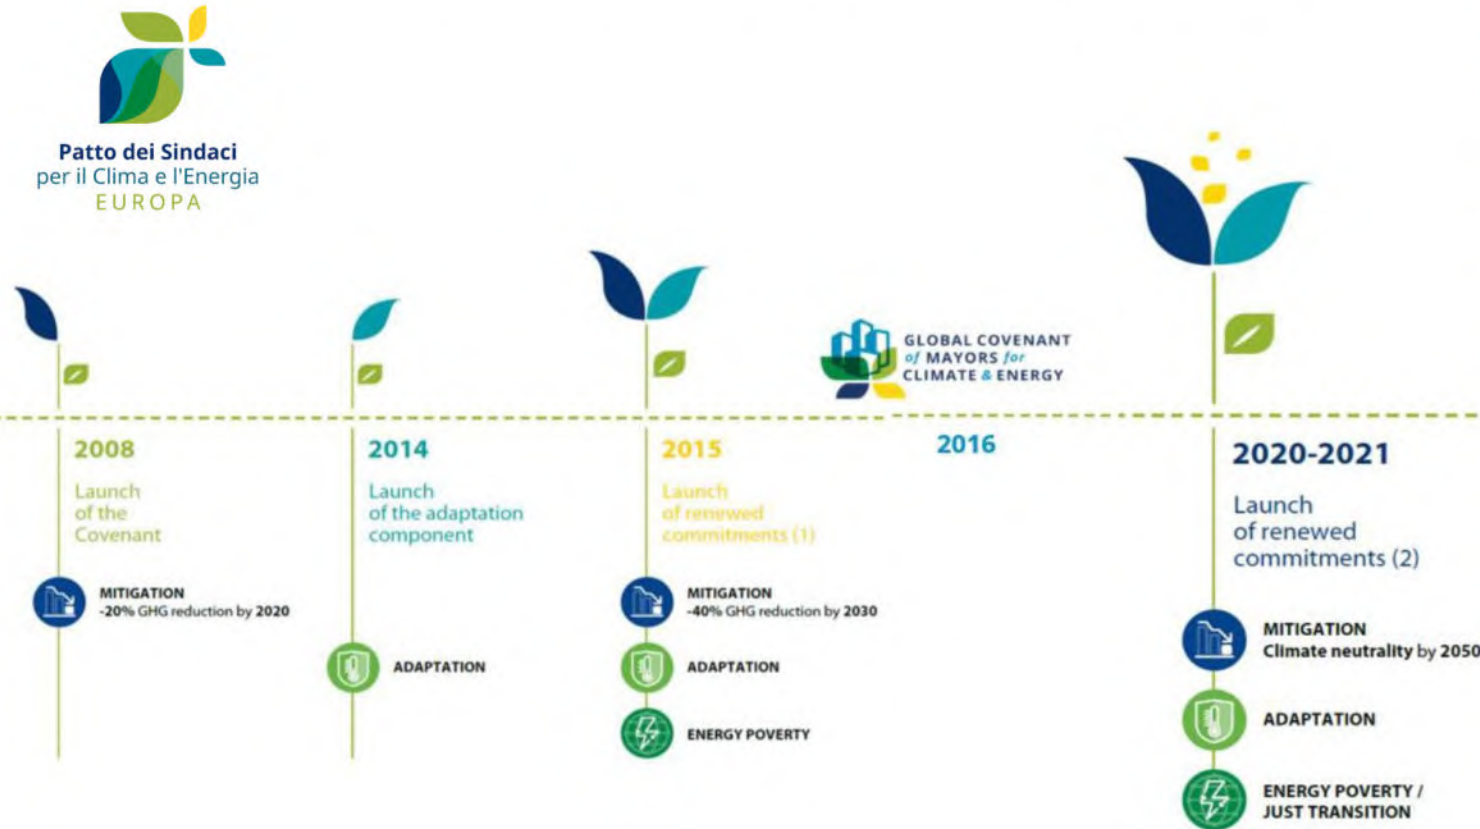 Patto dei Sindaci
per il Clima e l'Energia
EUROPA
GLOBAL COVENANT
of MAYORS for
CLIMATE & ENERGY
2008
Launch
of the
Covenant
MITIGATION
-20% GHG reduction by 2020
2014
Launch
of the adaptation
component
ADAPTATION
2015
Launch
of renewed
commitments (1)
MITIGATION
-40% GHG reduction by 2030
ADAPTATION
ENERGY POVERTY
2016
2020-2021
Launch
of renewed
commitments (2)
MITIGATION
Climate neutrality by 2050
ADAPTATION
ENERGY POVERTY /
JUST TRANSITION